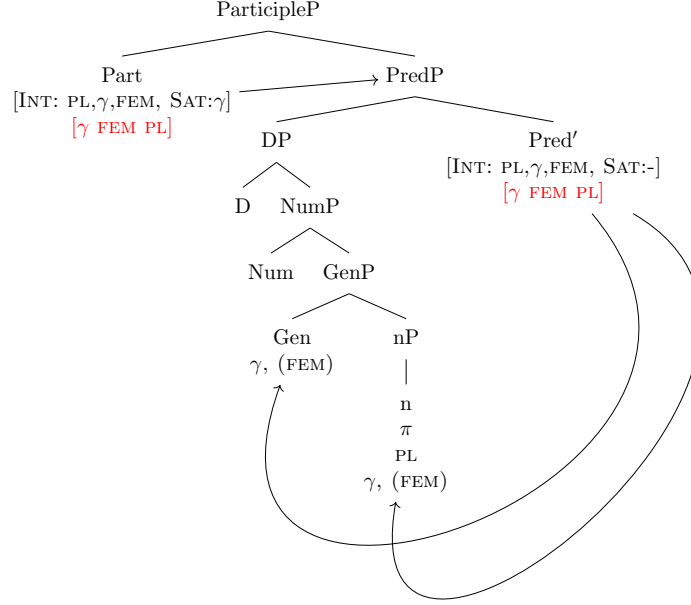 ParticipleP
Part
[INT: PL,γ,FEM, SAT:γ]
[γ FEM PL]
PredP
DP
Pred′
[INT: PL,γ,FEM, SAT:-]
[γ FEM PL]
D
NumP
Num
GenP
Gen
γ, (FEM)
nP
n
π
PL
γ, (FEM)